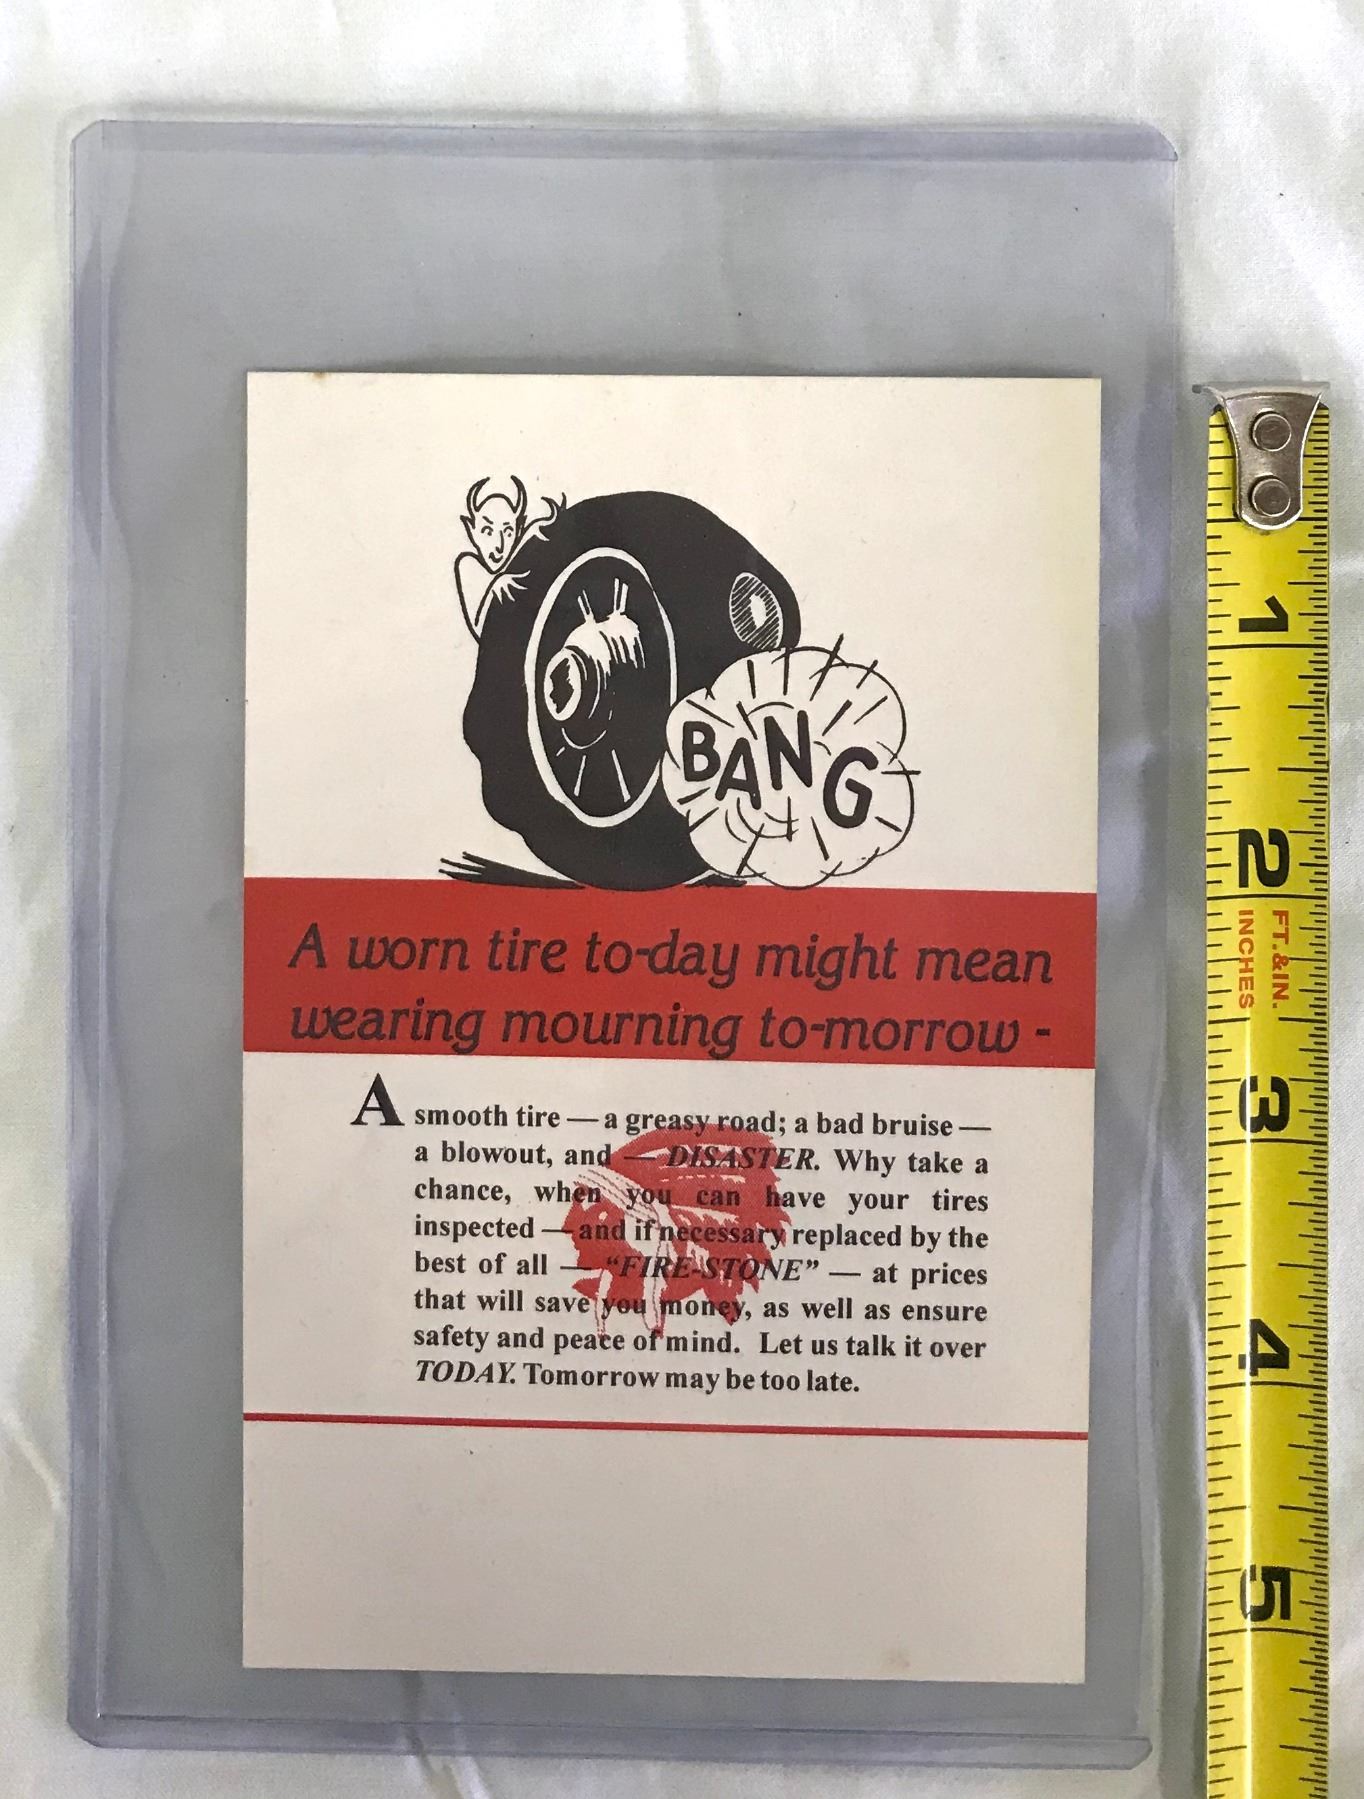 BANG
A worn tire to-day might mean
wearing mourning to-morrow -
A smooth tire — a greasy road; a bad bruise —
a blowout, and — DISASTER. Why take a
chance, when you can have your tires
inspected — and if necessary replaced by the
best of all — “FIRE-STONE” — at prices
that will save you money, as well as ensure
safety and peace of mind. Let us talk it over
TODAY. Tomorrow may be too late.
1
2
FT.&IN.
INCHES
3
4
5